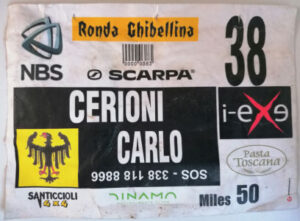 Ronda Ghibellina
38
NBS
SCARPA
CERIONI
CARLO
i-exe
SOS - 338 118 8866
Pasta
Toscana
SANTICCIOLI
4x4
DINAMO
Miles 50